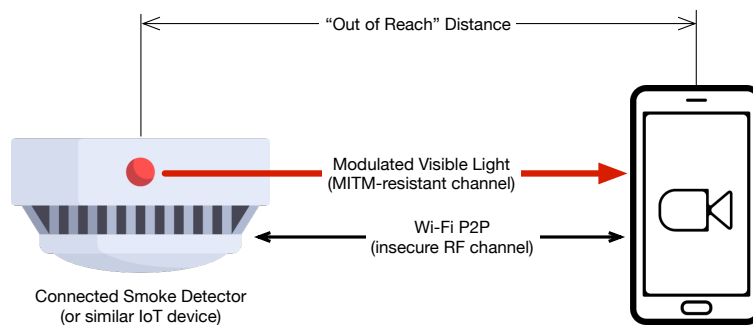 “Out of Reach” Distance
Modulated Visible Light
(MITM-resistant channel)
Wi-Fi P2P
(insecure RF channel)
Connected Smoke Detector
(or similar IoT device)